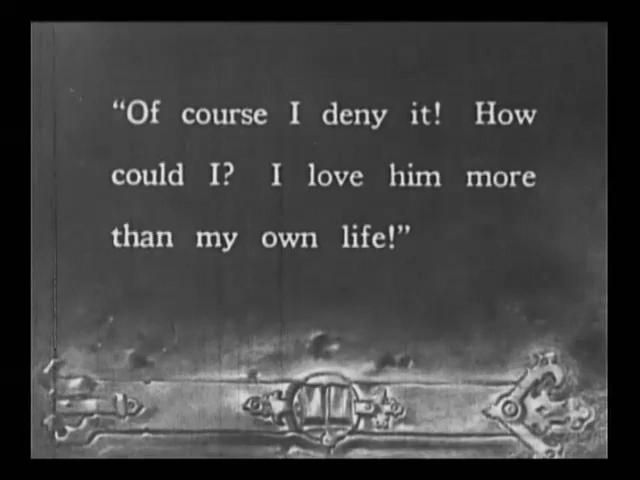 “Of course I deny it! How
could I? I love him more
than my own life!”